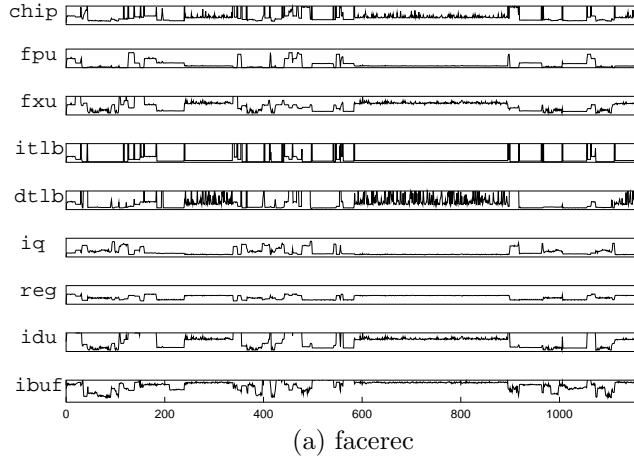 chip
fpu
fxu
itlb
dtlb
iq
reg
idu
ibuf
0 200 400 600 800 1000
(a) facerec